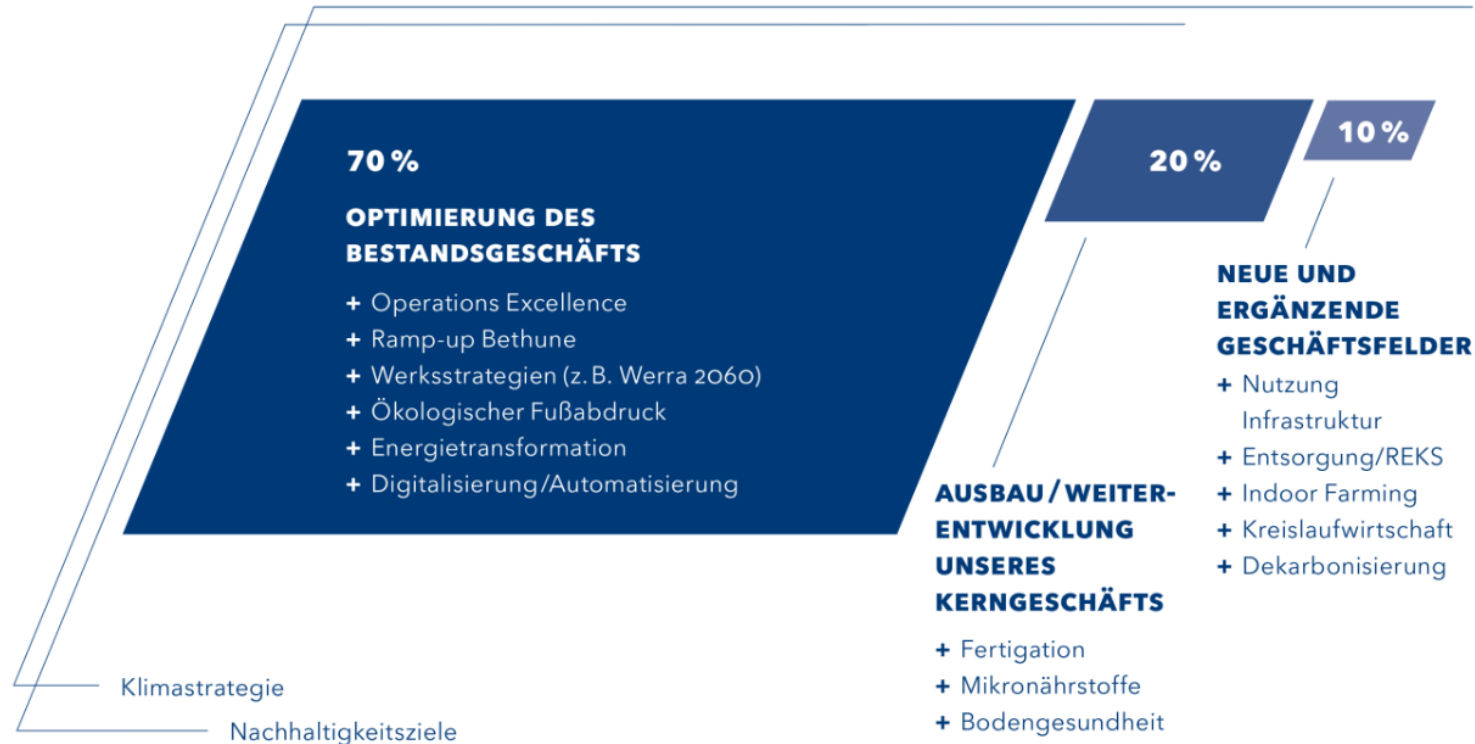 70 %
OPTIMIERUNG DES
BESTANDSGESCHÄFTS
+ Operations Excellence
+ Ramp-up Bethune
+ Werksstrategien (z. B. Werra 2060)
+ Ökologischer Fußabdruck
+ Energietransformation
+ Digitalisierung/Automatisierung
20 %
AUSBAU / WEITER-
ENTWICKLUNG
UNSERES
KERNGESCHÄFTS
+ Fertigation
+ Mikronährstoffe
+ Bodengesundheit
10 %
NEUE UND
ERGÄNZENDE
GESCHÄFTSFELDER
+ Nutzung
Infrastruktur
+ Entsorgung/REKS
+ Indoor Farming
+ Kreislaufwirtschaft
+ Dekarbonisierung
Klimastrategie
Nachhaltigkeitsziele